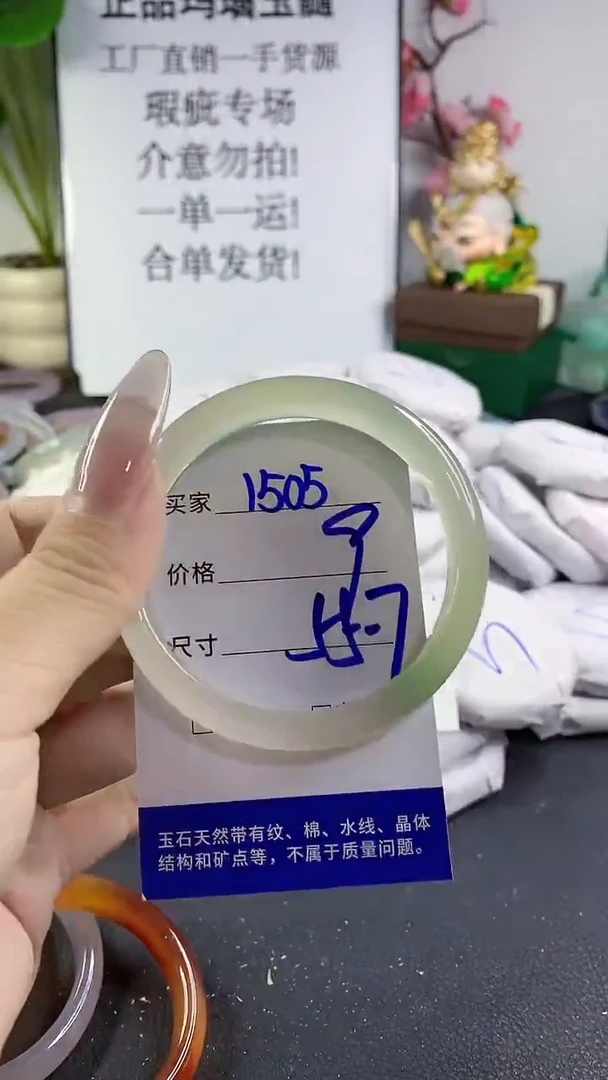 正品玛瑙玉髓
工厂直销一手货源
瑕疵专场
介意勿拍!
一单一运!
合单发货!
买家 1505
价格 9
尺寸
玉石天然带有纹、棉、水线、晶体
结构和矿点等，不属于质量问题。